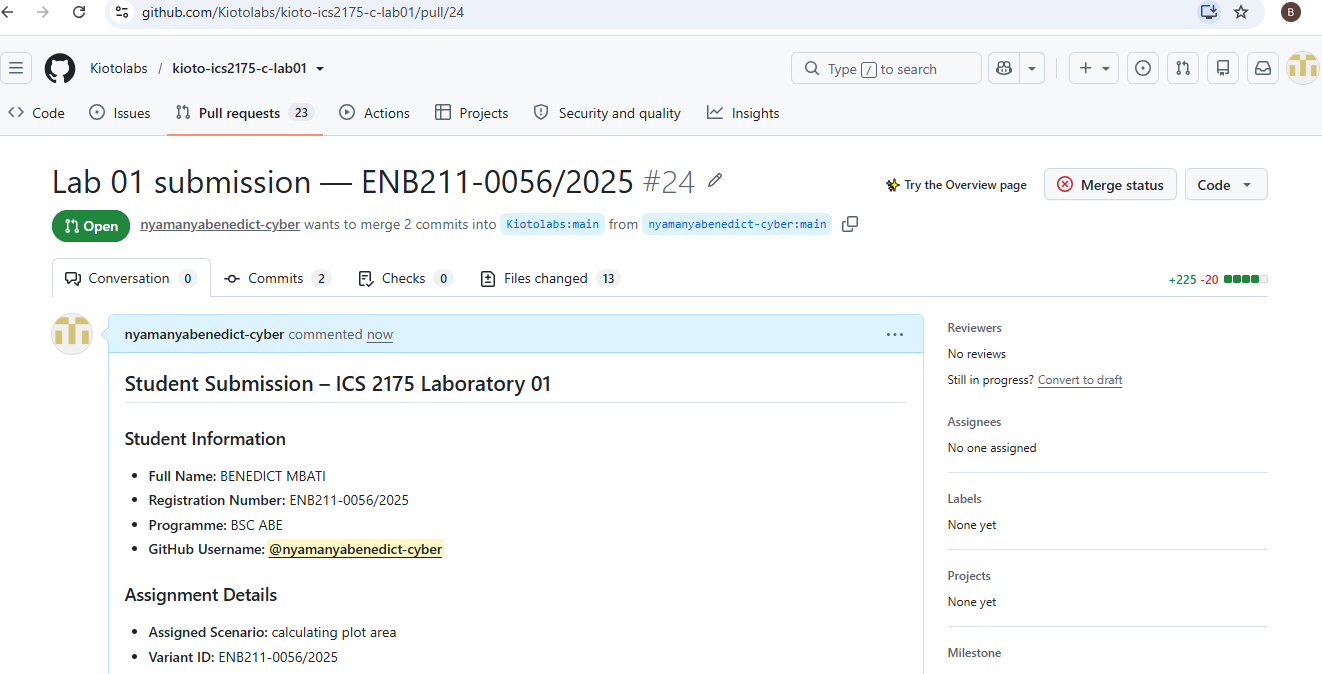 github.com/Kiotolabs/kioto-ics2175-c-lab01/pull/24
B
Kiotolabs / kioto-ics2175-c-lab01
Type / to search
Code
Issues
Pull requests 23
Actions
Projects
Security and quality
Insights
Lab 01 submission — ENB211-0056/2025 #24
Try the Overview page
Merge status
Code
Open
nyamanyabenedict-cyber wants to merge 2 commits into Kiotolabs:main from nyamanyabenedict-cyber:main
Conversation 0
Commits 2
Checks 0
Files changed 13
+225 -20
nyamanyabenedict-cyber commented now
Student Submission – ICS 2175 Laboratory 01
Student Information
Full Name: BENEDICT MBATI
Registration Number: ENB211-0056/2025
Programme: BSC ABE
GitHub Username: @nyamanyabenedict-cyber
Assignment Details
Assigned Scenario: calculating plot area
Variant ID: ENB211-0056/2025
Reviewers
No reviews
Still in progress? Convert to draft
Assignees
No one assigned
Labels
None yet
Projects
None yet
Milestone